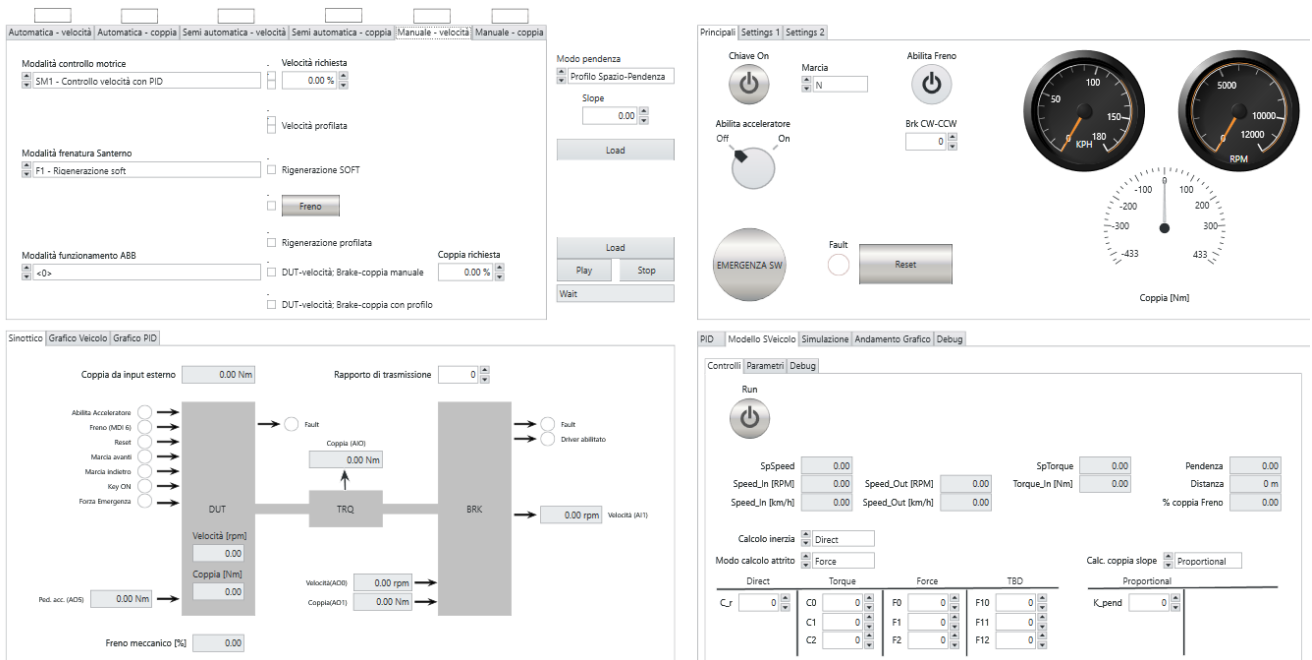 Automatica - velocità Automatica - coppia Semi automatica - velocità Semi automatica - coppia Manuale - velocità Manuale - coppia
Modalità controllo motrice
SM1 - Controllo velocità con PID
Velocità richiesta
0.00 %
Velocità profilata
Modalità frenatura Santerno
F1 - Rigenerazione soft
Rigenerazione SOFT
Freno
Rigenerazione profilata
Modalità funzionamento ABB
<0>
Coppia richiesta
DUT-velocità; Brake-coppia manuale
0.00 %
DUT-velocità; Brake-coppia con profilo
Modo pendenza
Profilo Spazio-Pendenza
Slope
0.00
Load
Load
Play Stop
Wait
Principali Settings 1 Settings 2
Chiave On
Marcia
N
Abilita Freno
Abilita acceleratore
Off On
Brk CW-CCW
0
EMERGENZA SW
Fault
Reset
0 50 100 150 180
KPH
0 5000 10000 12000
RPM
-433 -300 -200 -100 0 100 200 300 433
Coppia [Nm]
Sinottico Grafico Veicolo Grafico PID
Coppia da input esterno 0.00 Nm
Rapporto di trasmissione 0
Abilita Acceleratore
Freno (MDI 6)
Reset
Marcia avanti
Marcia indietro
Key ON
Forza Emergenza
Fault
Coppia (AIO)
0.00 Nm
Fault
Driver abilitato
DUT
TRQ
BRK
0.00 rpm Velocità (AI1)
Velocità [rpm]
0.00
Coppia [Nm]
0.00
Velocità(AO0) 0.00 rpm
Coppia(AO1) 0.00 Nm
Ped. acc. (AO5) 0.00 Nm
Freno meccanico [%] 0.00
PID Modello SVeicolo Simulazione Andamento Grafico Debug
Controlli Parametri Debug
Run
SpSpeed 0.00 SpTorque 0.00 Pendenza 0.00
Speed_In [RPM] 0.00 Speed_Out [RPM] 0.00 Torque_In [Nm] 0.00 Distanza 0 m
Speed_In [km/h] 0.00 Speed_Out [km/h] 0.00 % coppia Freno 0.00
Calcolo inerzia Direct
Modo calcolo attrito Force Calc. coppia slope Proportional
Direct Torque Force TBD Proportional
C_r 0 C0 0 F0 0 F10 0 K_pend 0
C1 0 F1 0 F11 0
C2 0 F2 0 F12 0